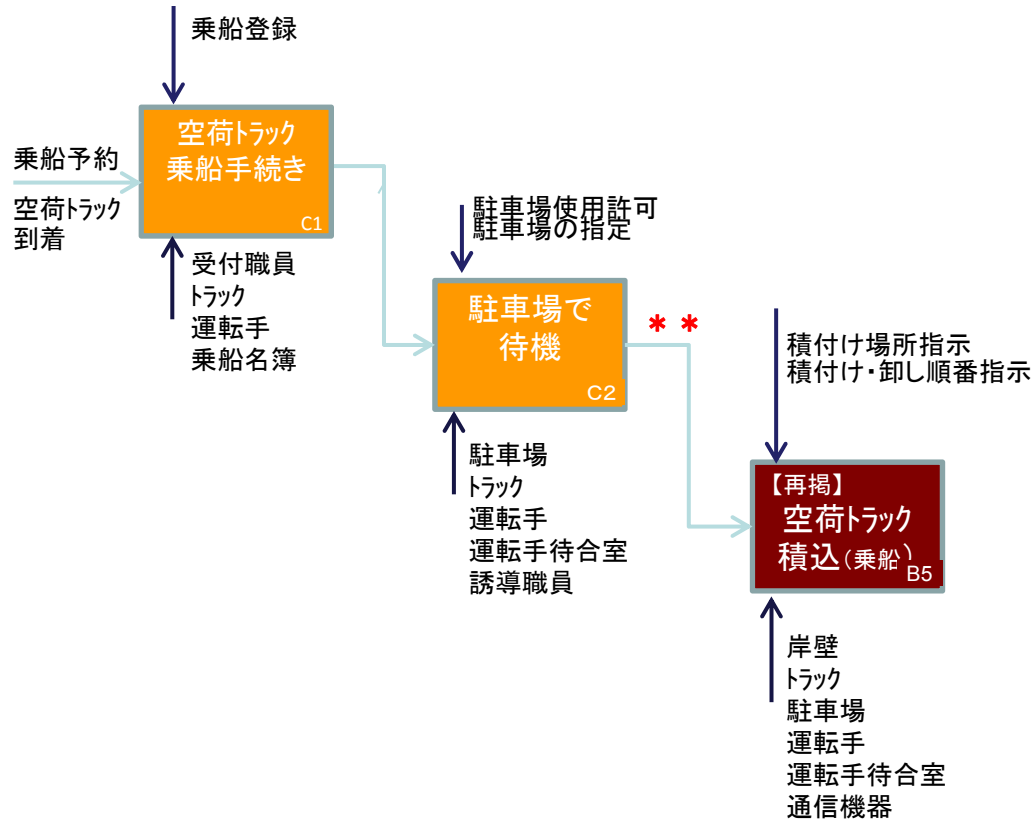 乗船登録
空荷トラック
乗船手続き
C1
乗船予約
空荷トラック
到着
受付職員
トラック
運転手
乗船名簿
駐車場使用許可
駐車場の指定
駐車場で
待機
C2
＊＊
駐車場
トラック
運転手
運転手待合室
誘導職員
積付け場所指示
積付け・卸し順番指示
【再掲】
空荷トラック
積込（乗船）
B5
岸壁
トラック
駐車場
運転手
運転手待合室
通信機器